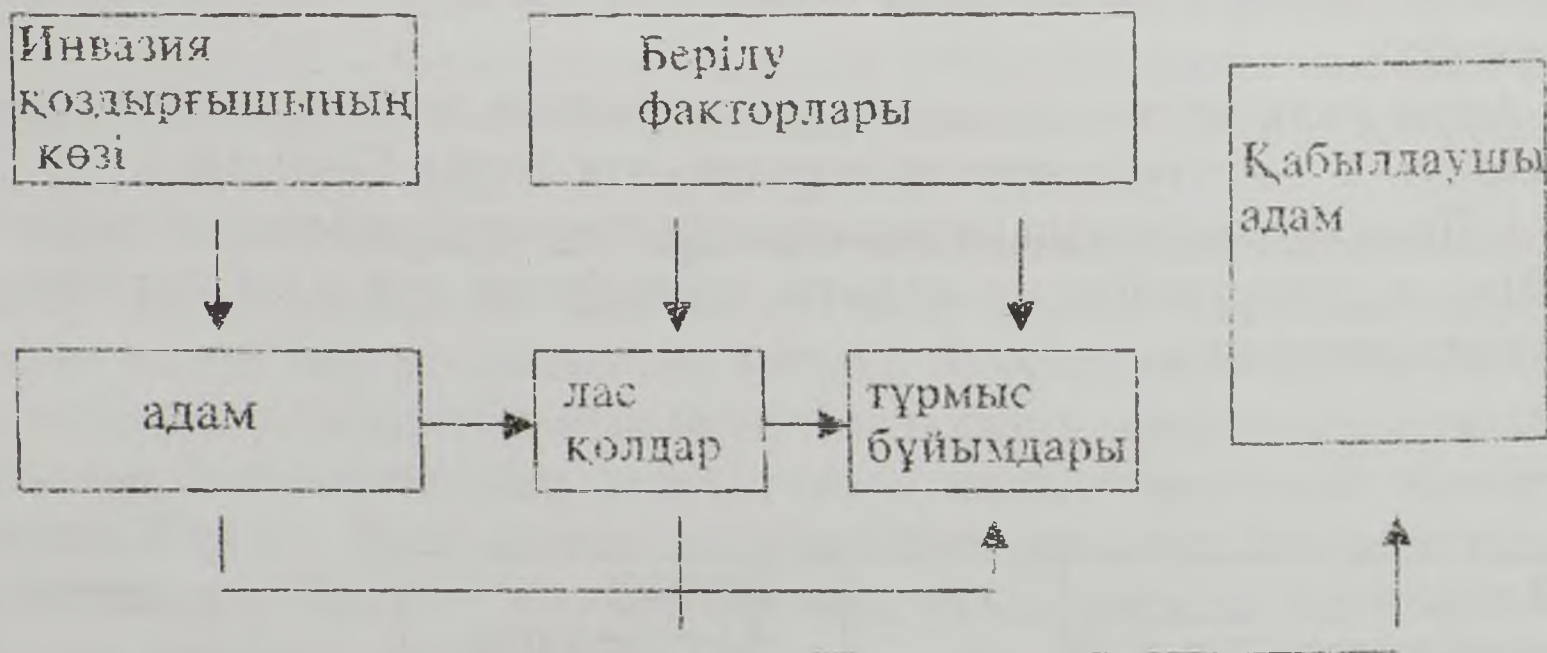 Инвазия
қоздырғышының
көзі
Берілу
факторлары
Қабылдаушы
адам
адам
лас
қолдар
тұрмыс
бұйымдары